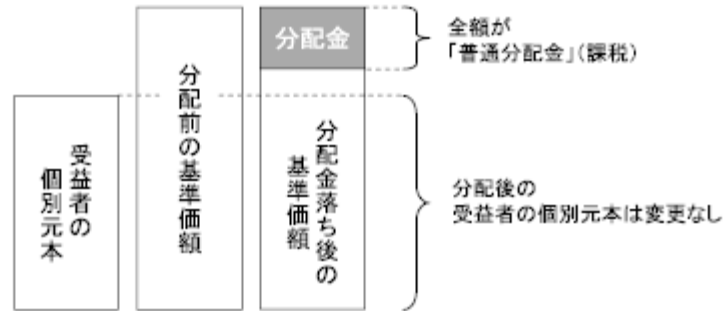 受益者の
個別元本
分配前の基準価額
分配金
分配金落ち後の
基準価額
全額が
「普通分配金」(課税)
分配後の
受益者の個別元本は変更なし